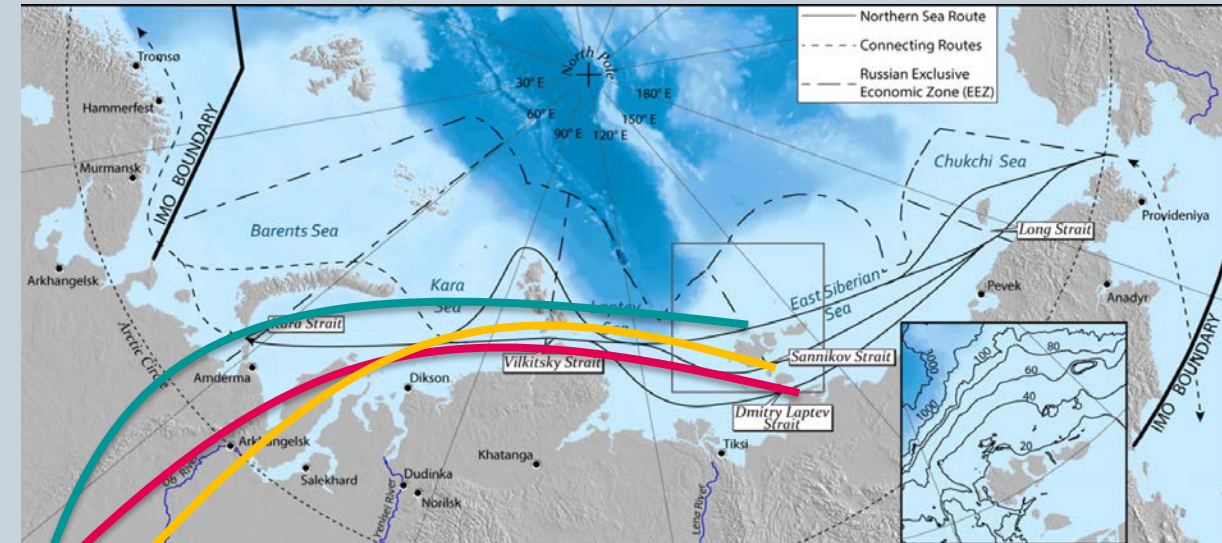 Northern Sea Route
Connecting Routes
Russian Exclusive
Economic Zone (EEZ)
North Pole
30° E
60° E
90° E
120° E
150° E
180° E
Tromsø
Hammerfest
Murmansk
IMO BOUNDARY
Arkhangelsk
Barents Sea
Kara
Sea
Sea
East Siberian
Sea
Chukchi Sea
Long Strait
Provideniya
Pevek
Anadyr
Kara Strait
Vilkitsky Strait
Sannikov Strait
Dmitry Laptev
Strait
Arctic Circle
Amderma
Dikson
Arkhangelsk
Ob River
Salekhard
Yenisei River
Dudinka
Norilsk
Khatanga
Tiksi
Lena River
IMO BOUNDARY
1000
100
80
60
40
20